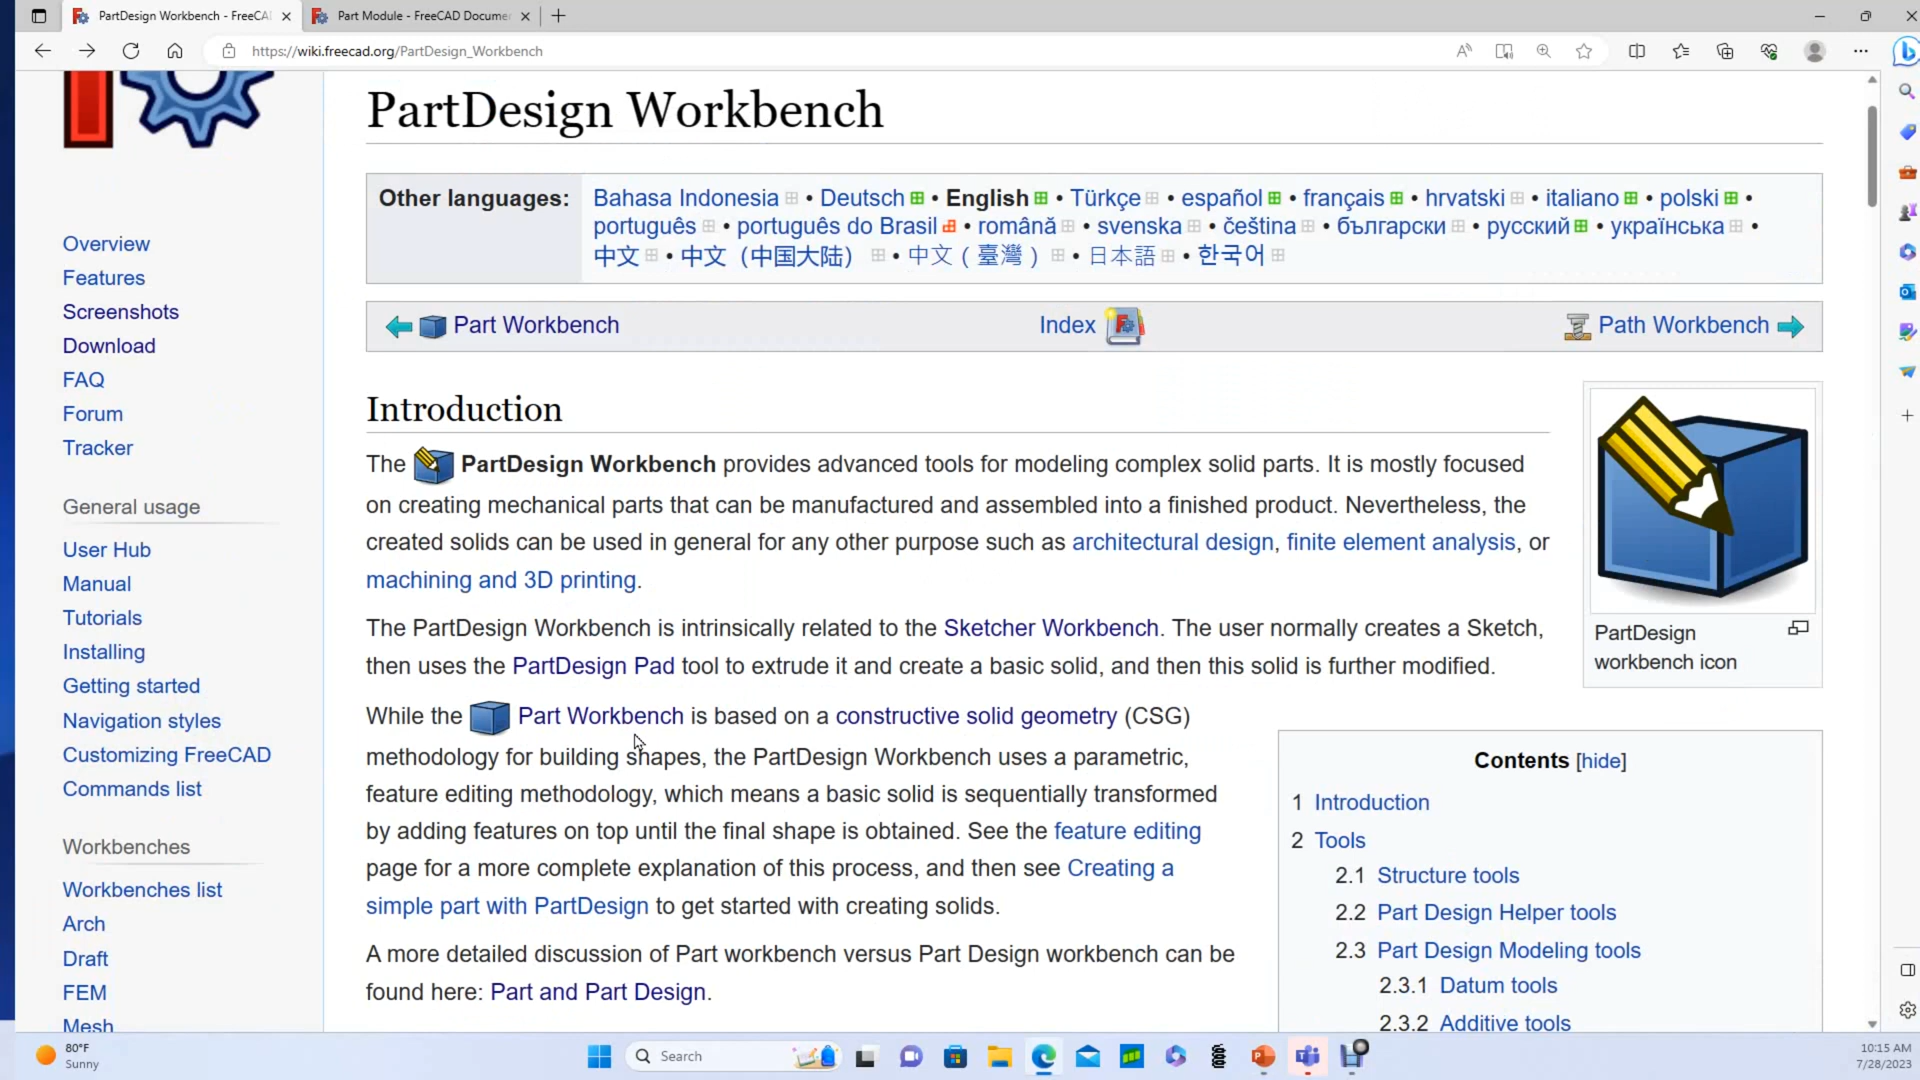 PartDesign Workbench - FreeCA
Part Module - FreeCAD Docume
https://wiki.freecad.org/PartDesign_Workbench
PartDesign Workbench
Other languages: Bahasa Indonesia • Deutsch • English • Türkçe • español • français • hrvatski • italiano • polski •
português • português do Brasil • română • svenska • čeština • български • русский • українська •
中文 • 中文（中国大陆） • 中文（臺灣） • 日本語 • 한국어
Part Workbench Index Path Workbench
Overview
Features
Screenshots
Download
FAQ
Forum
Tracker
General usage
User Hub
Manual
Tutorials
Installing
Getting started
Navigation styles
Customizing FreeCAD
Commands list
Workbenches
Workbenches list
Arch
Draft
FEM
Mesh
Introduction
The PartDesign Workbench provides advanced tools for modeling complex solid parts. It is mostly focused
on creating mechanical parts that can be manufactured and assembled into a finished product. Nevertheless, the
created solids can be used in general for any other purpose such as architectural design, finite element analysis, or
machining and 3D printing.
The PartDesign Workbench is intrinsically related to the Sketcher Workbench. The user normally creates a Sketch,
then uses the PartDesign Pad tool to extrude it and create a basic solid, and then this solid is further modified.
While the Part Workbench is based on a constructive solid geometry (CSG)
methodology for building shapes, the PartDesign Workbench uses a parametric,
feature editing methodology, which means a basic solid is sequentially transformed
by adding features on top until the final shape is obtained. See the feature editing
page for a more complete explanation of this process, and then see Creating a
simple part with PartDesign to get started with creating solids.
A more detailed discussion of Part workbench versus Part Design workbench can be
found here: Part and Part Design.
PartDesign
workbench icon
Contents [hide]
1 Introduction
2 Tools
2.1 Structure tools
2.2 Part Design Helper tools
2.3 Part Design Modeling tools
2.3.1 Datum tools
2.3.2 Additive tools
80°F
Sunny
Search
10:15 AM
7/28/2023